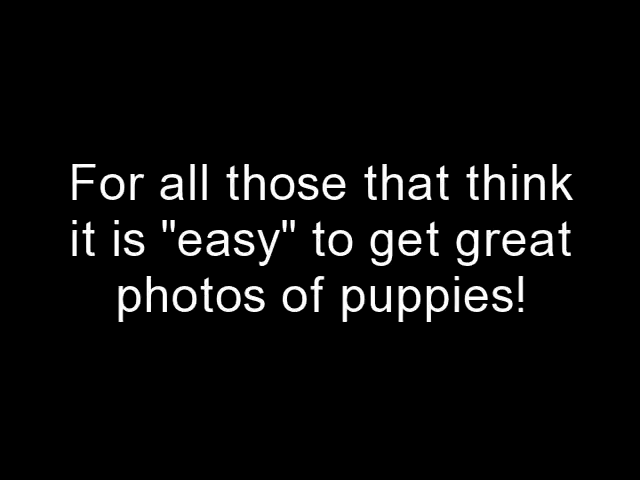 For all those that think
it is "easy" to get great
photos of puppies!